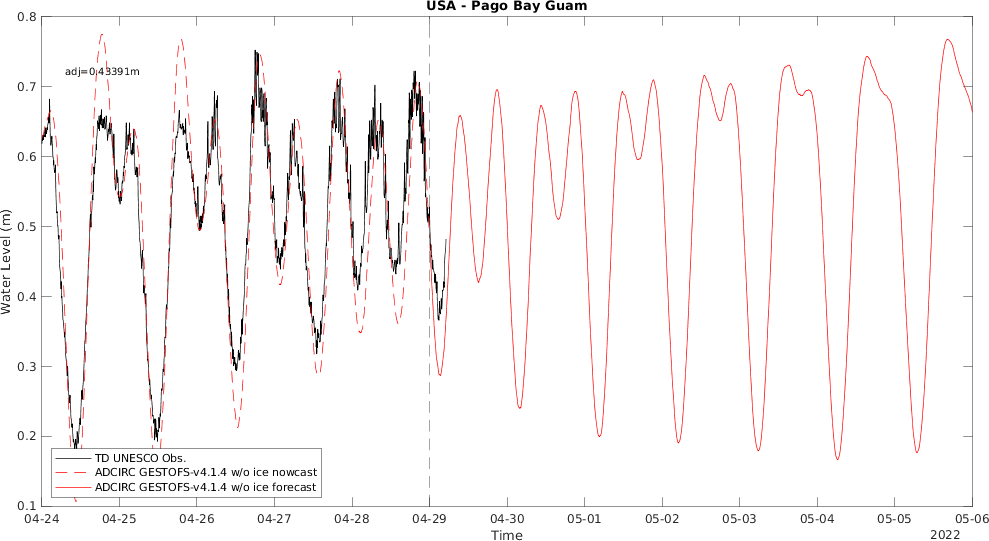 USA - Pago Bay Guam
adj=0.43391m
Water Level (m)
0.8
0.7
0.6
0.5
0.4
0.3
0.2
0.1
TD UNESCO Obs.
ADCIRC GESTOFS-v4.1.4 w/o ice nowcast
ADCIRC GESTOFS-v4.1.4 w/o ice forecast
04-24 04-25 04-26 04-27 04-28 04-29 04-30 05-01 05-02 05-03 05-04 05-05 05-06
Time
2022